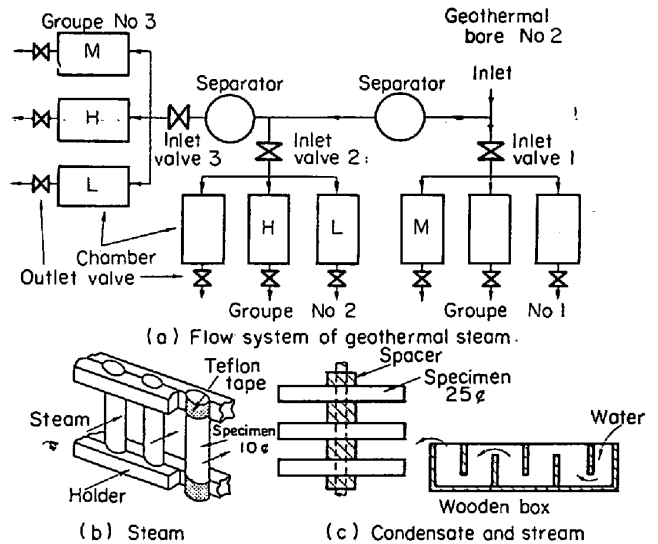 Groupe No 3
M
H
L
Separator
Separator
Geothermal
bore No 2
Inlet
Inlet
valve 3
Inlet
valve 2
Inlet
valve 1
Chamber
Outlet valve
H
L
M
Groupe No 2
Groupe No 1
(a) Flow system of geothermal steam.
Teflon
tape
Steam
Specimen
10¢
Holder
(b) Steam
Spacer
Specimen
25¢
Water
Wooden box
(c) Condensate and stream